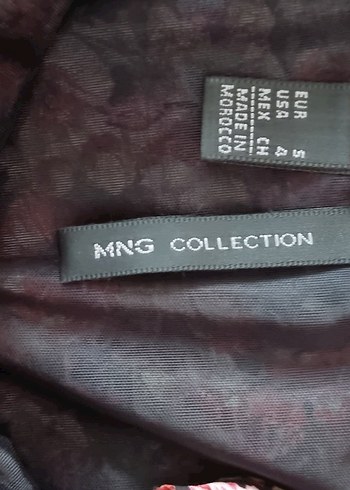 EUR S
USA 4
MEX CH
MADE IN
MOROCCO
MNG COLLECTION